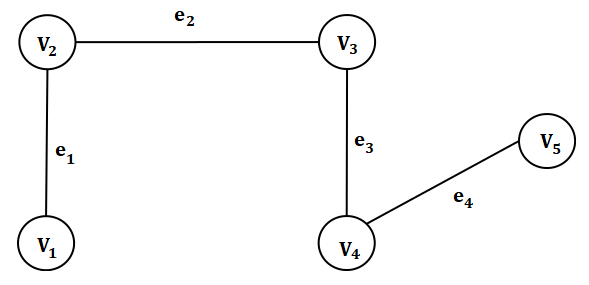 e₂
V₂
V₃
e₁
e₃
V₅
e₄
V₁
V₄